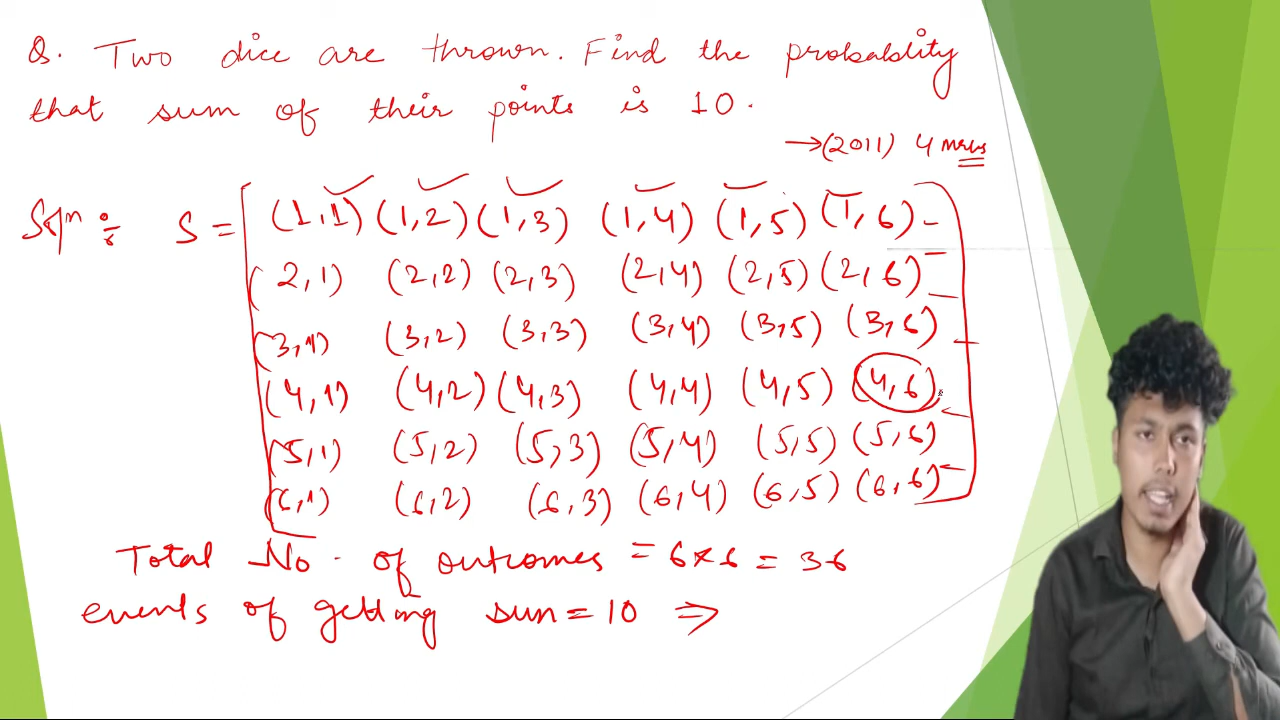 Q. Two dice are thrown. Find the probability
that sum of their points is 10.
→(2011) 4 mrks
Sol^n : S = [(1,1) (1,2) (1,3) (1,4) (1,5) (1,6)
(2,1) (2,2) (2,3) (2,4) (2,5) (2,6)
(3,1) (3,2) (3,3) (3,4) (3,5) (3,6)
(4,1) (4,2) (4,3) (4,4) (4,5) (4,6)
(5,1) (5,2) (5,3) (5,4) (5,5) (5,6)
(6,1) (6,2) (6,3) (6,4) (6,5) (6,6)]
Total No. of outcomes = 6×6 = 36
events of getting sum = 10 ⇒